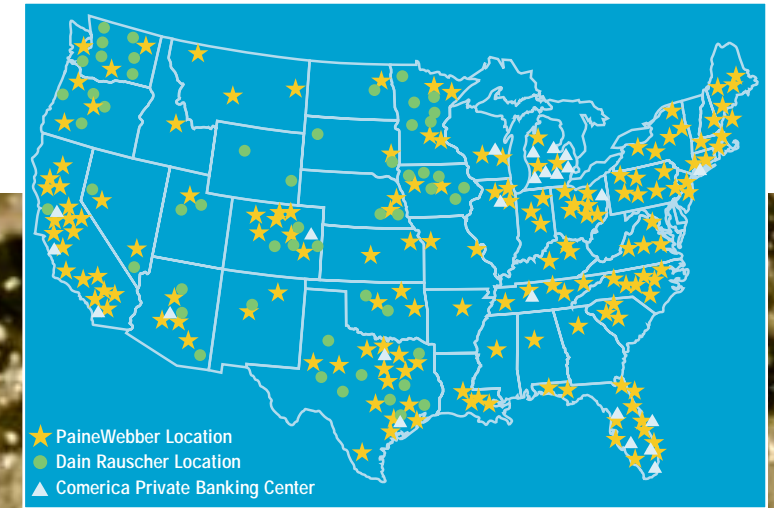 PaineWebber Location
Dain Rauscher Location
Comerica Private Banking Center